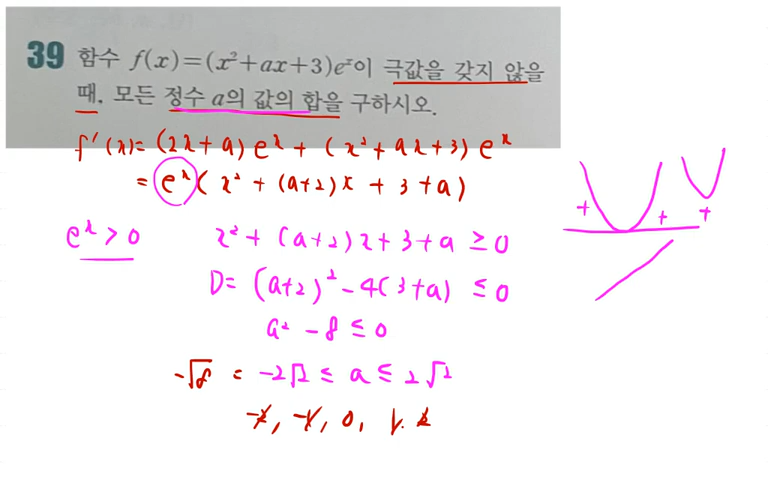 39 함수 f(x)=(x²+ax+3)eˣ이 극값을 갖지 않을
때, 모든 정수 a의 값의 합을 구하시오.
f'(x)= (2x+a) eˣ + (x²+ax+3) eˣ
= eˣ ( x² + (a+2)x + 3+a)
eˣ > 0
x² + (a+2)x+3+a ≥ 0
+ + +
D= (a+2)² - 4(3+a) ≤ 0
a² - 8 ≤ 0
-√8 = -2√2 ≤ a ≤ 2√2
-2, -1, 0, 1, 2